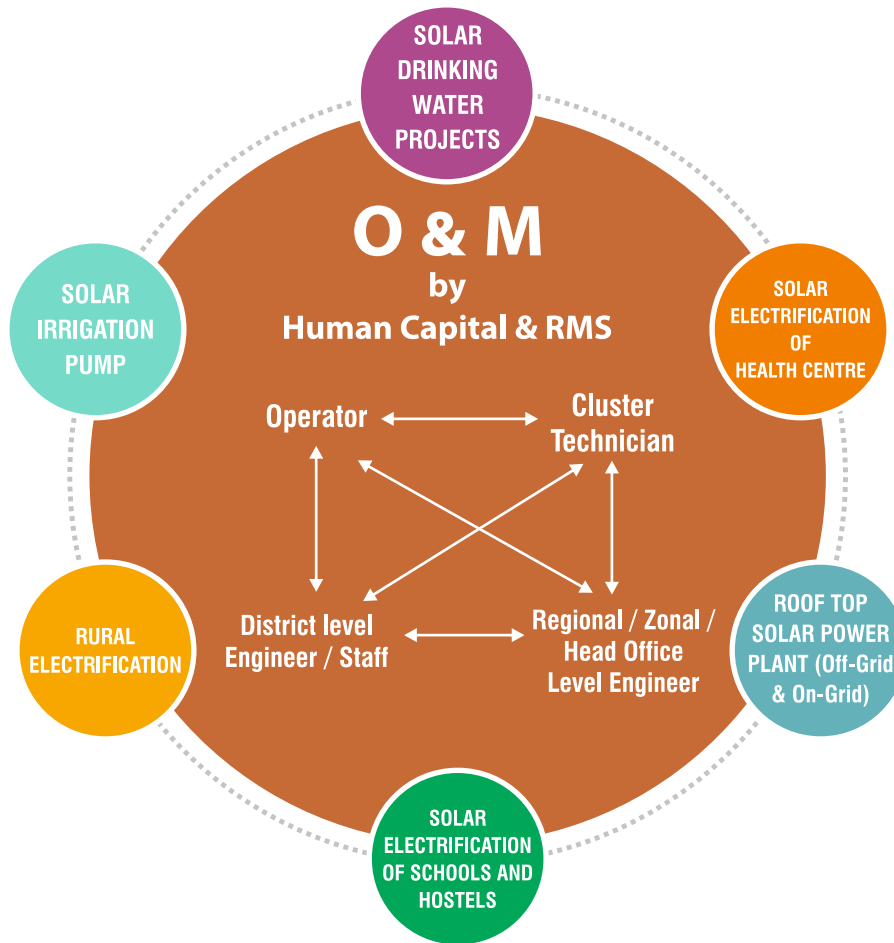 SOLAR
DRINKING
WATER
PROJECTS
O & M
by
Human Capital & RMS
SOLAR
IRRIGATION
PUMP
SOLAR
ELECTRIFICATION
OF
HEALTH CENTRE
Operator
Cluster
Technician
District level
Engineer / Staff
Regional / Zonal /
Head Office
Level Engineer
RURAL
ELECTRIFICATION
ROOF TOP
SOLAR POWER
PLANT (Off-Grid
& On-Grid)
SOLAR
ELECTRIFICATION
OF SCHOOLS AND
HOSTELS